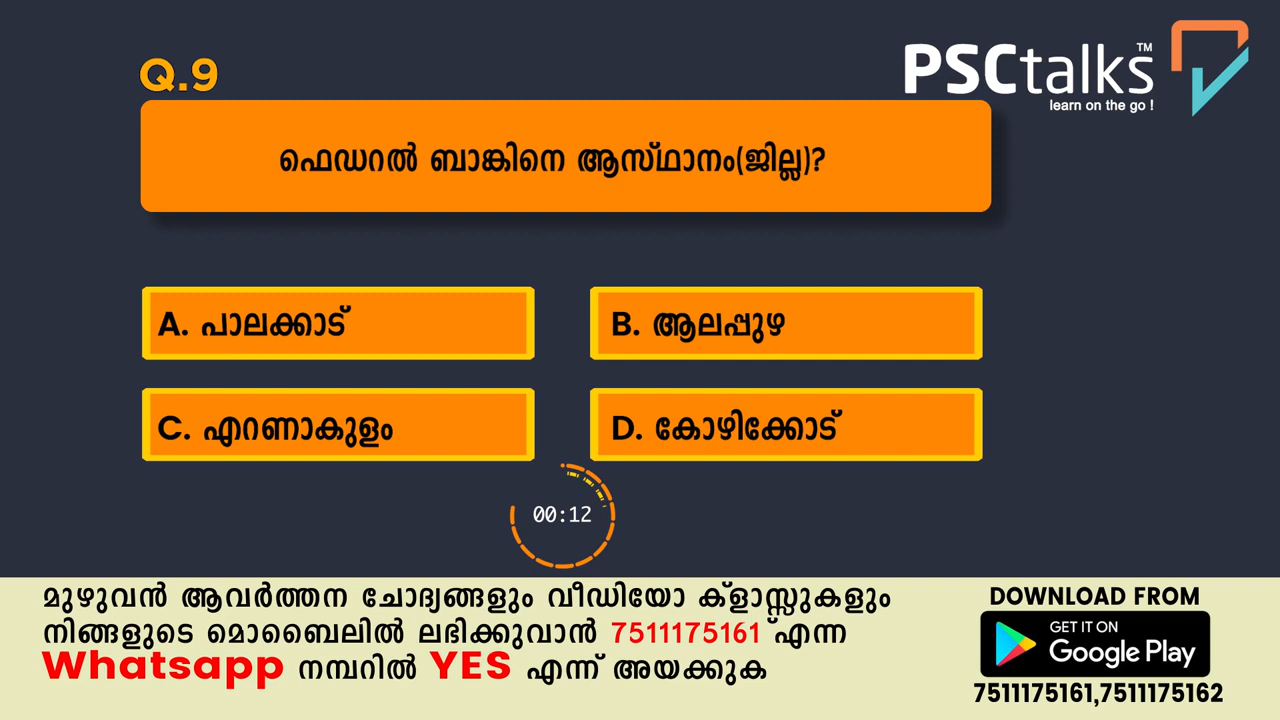 Q.9
PSCtalks™
learn on the go !
ഫെഡറൽ ബാങ്കിനെ ആസ്ഥാനം(ജില്ല)?
A. പാലക്കാട്
B. ആലപ്പുഴ
C. എറണാകുളം
D. കോഴിക്കോട്
00:12
മുഴുവൻ ആവർത്തന ചോദ്യങ്ങളും വീഡിയോ ക്ളാസ്സുകളും
നിങ്ങളുടെ മൊബൈലിൽ ലഭിക്കുവാൻ 7511175161 എന്ന
Whatsapp നമ്പറിൽ YES എന്ന് അയക്കുക
DOWNLOAD FROM
GET IT ON
Google Play
7511175161,7511175162